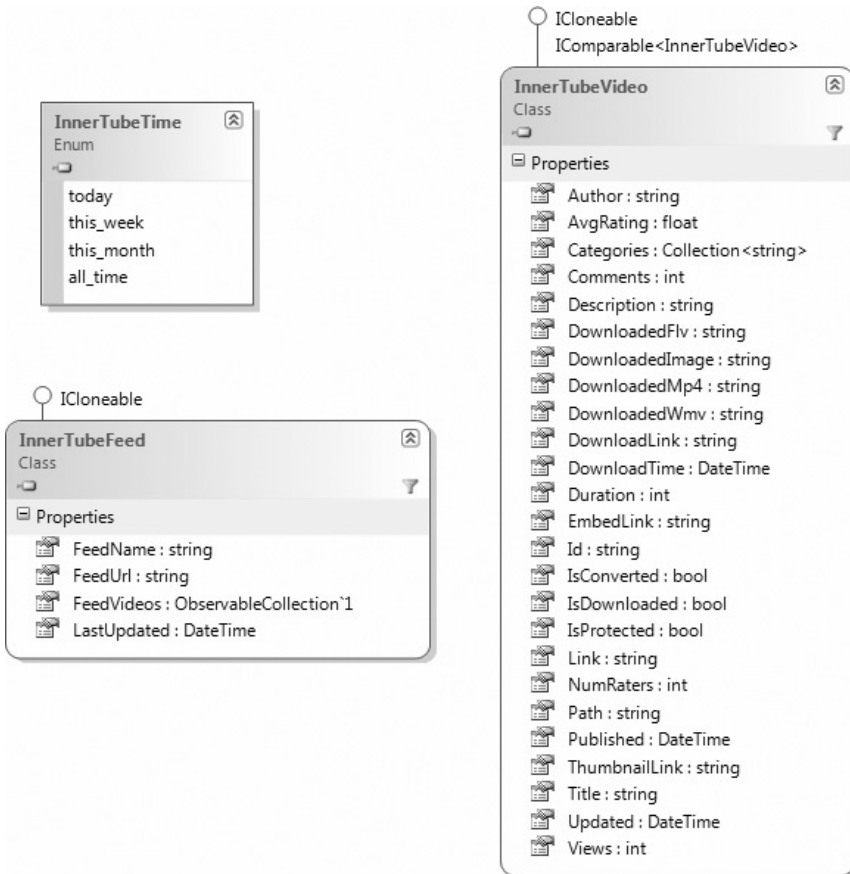 InnerTubeTime
Enum
today
this_week
this_month
all_time
ICloneable
InnerTubeFeed
Class
Properties
FeedName : string
FeedUrl : string
FeedVideos : ObservableCollection`1
LastUpdated : DateTime
ICloneable
IComparable<InnerTubeVideo>
InnerTubeVideo
Class
Properties
Author : string
AvgRating : float
Categories : Collection<string>
Comments : int
Description : string
DownloadedFlv : string
DownloadedImage : string
DownloadedMp4 : string
DownloadedWmv : string
DownloadLink : string
DownloadTime : DateTime
Duration : int
EmbedLink : string
Id : string
IsConverted : bool
IsDownloaded : bool
IsProtected : bool
Link : string
NumRaters : int
Path : string
Published : DateTime
ThumbnailLink : string
Title : string
Updated : DateTime
Views : int